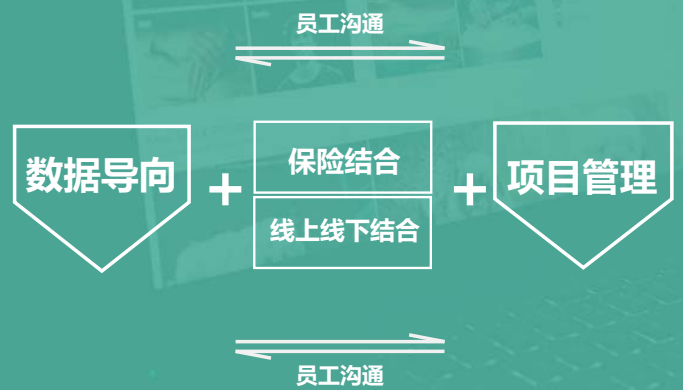 员工沟通
数据导向
+
保险结合
线上线下结合
+
项目管理
员工沟通